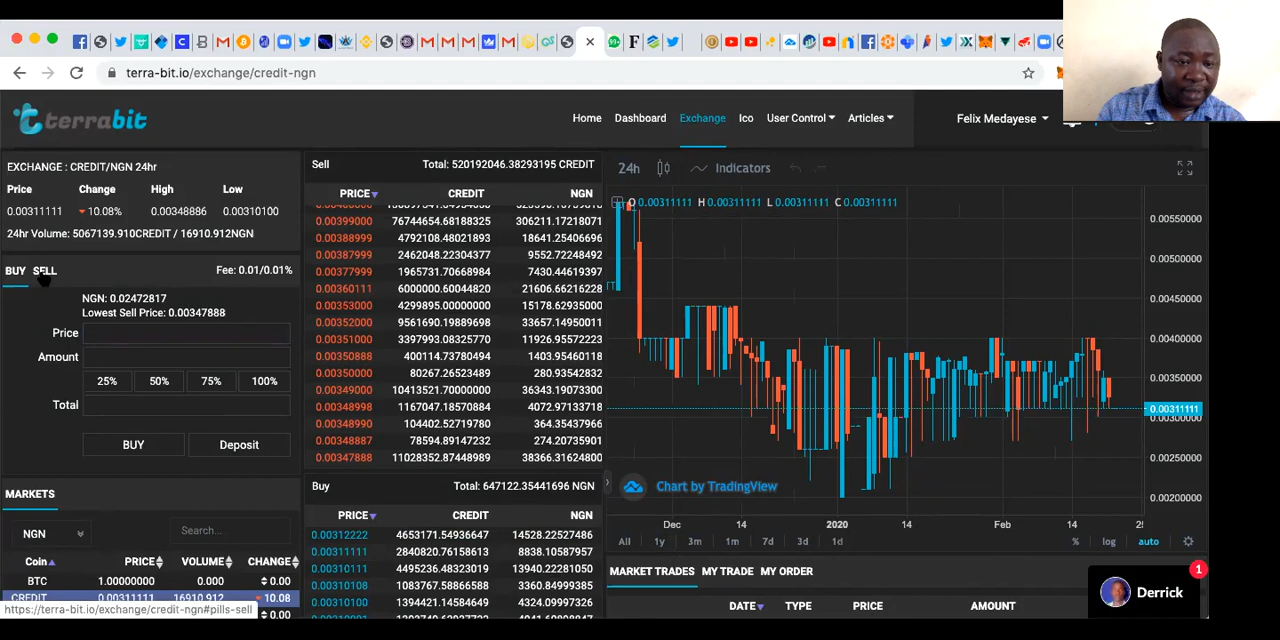 terra-bit.io/exchange/credit-ngn
terrabit
Home Dashboard Exchange Ico User Control Articles Felix Medayese
EXCHANGE : CREDIT/NGN 24hr
Price Change High Low
0.00311111 10.08% 0.00348886 0.00310100
24hr Volume: 5067139.910CREDIT / 16910.912NGN
BUY SELL Fee: 0.01/0.01%
NGN: 0.02472817
Lowest Sell Price: 0.00347888
Price
Amount
25% 50% 75% 100%
Total
BUY Deposit
MARKETS
NGN Search...
Coin PRICE VOLUME CHANGE
BTC 1.00000000 0.000 0.00
CREDIT 0.00311111 16910.912 10.08
https://terra-bit.io/exchange/credit-ngn#pills-sell 0.00
Sell Total: 520192046.38293195 CREDIT
PRICE CREDIT NGN
0.00399000 76744654.68188325 306211.17218071
0.00388999 4792108.48021893 18641.25406696
0.00387999 2462048.22304377 9552.72248492
0.00377999 1965731.70668904 7430.44619397
0.00360111 6000000.60044820 21606.66216211
0.00353000 4299895.00000000 15178.62935000
0.00352000 9561690.19889698 33657.14950011
0.00351000 3397993.08325770 11926.95572223
0.00350888 400114.73780494 1403.95460118
0.00350000 80267.26523489 280.93542832
0.00349000 10413521.70000000 36343.19073300
0.00348998 1167047.18570884 4072.97133718
0.00348990 104402.52719780 364.35435291
0.00348887 78594.89147232 274.20735901
0.00347888 11028352.87448989 38366.31624800
Buy Total: 647122.35441696 NGN
PRICE CREDIT NGN
0.00312222 4653171.54936647 14528.22527486
0.00311111 2840820.76158613 8838.10587957
0.00310111 4495236.48313024 13940.22281050
0.00310108 1083767.58866588 3360.84999385
0.00310100 1394421.14584649 4324.09997326
24h Indicators
O 0.00311111 H 0.00311111 L 0.00311111 C 0.00311111
0.00550000
0.00500000
0.00450000
0.00400000
0.00350000
0.00311111
0.00300000
0.00250000
0.00200000
Chart by TradingView
Dec 14 2020 14 Feb 14
All 1y 3m 1m 7d 3d 1d % log auto
MARKET TRADES MY TRADE MY ORDER
DATE TYPE PRICE AMOUNT
Derrick 1